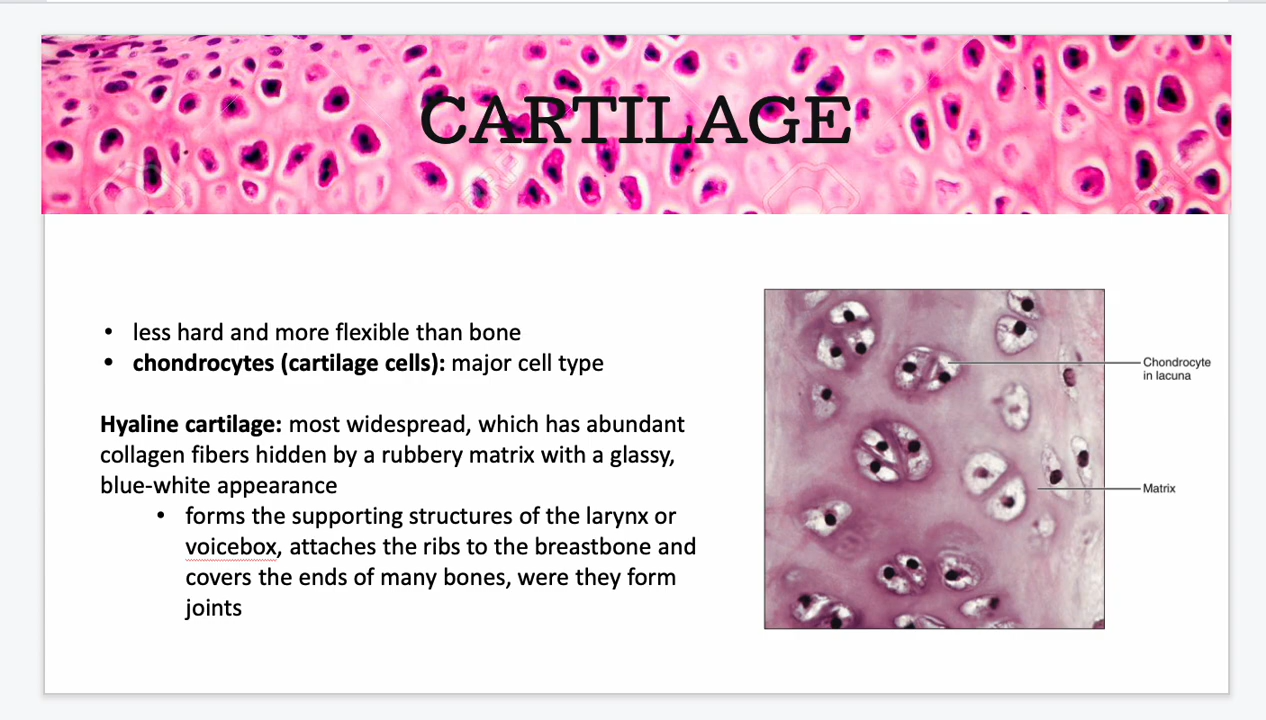 CARTILAGE
• less hard and more flexible than bone
• chondrocytes (cartilage cells): major cell type
Hyaline cartilage: most widespread, which has abundant
collagen fibers hidden by a rubbery matrix with a glassy,
blue-white appearance
• forms the supporting structures of the larynx or
voicebox, attaches the ribs to the breastbone and
covers the ends of many bones, were they form
joints
Chondrocyte
in lacuna
Matrix